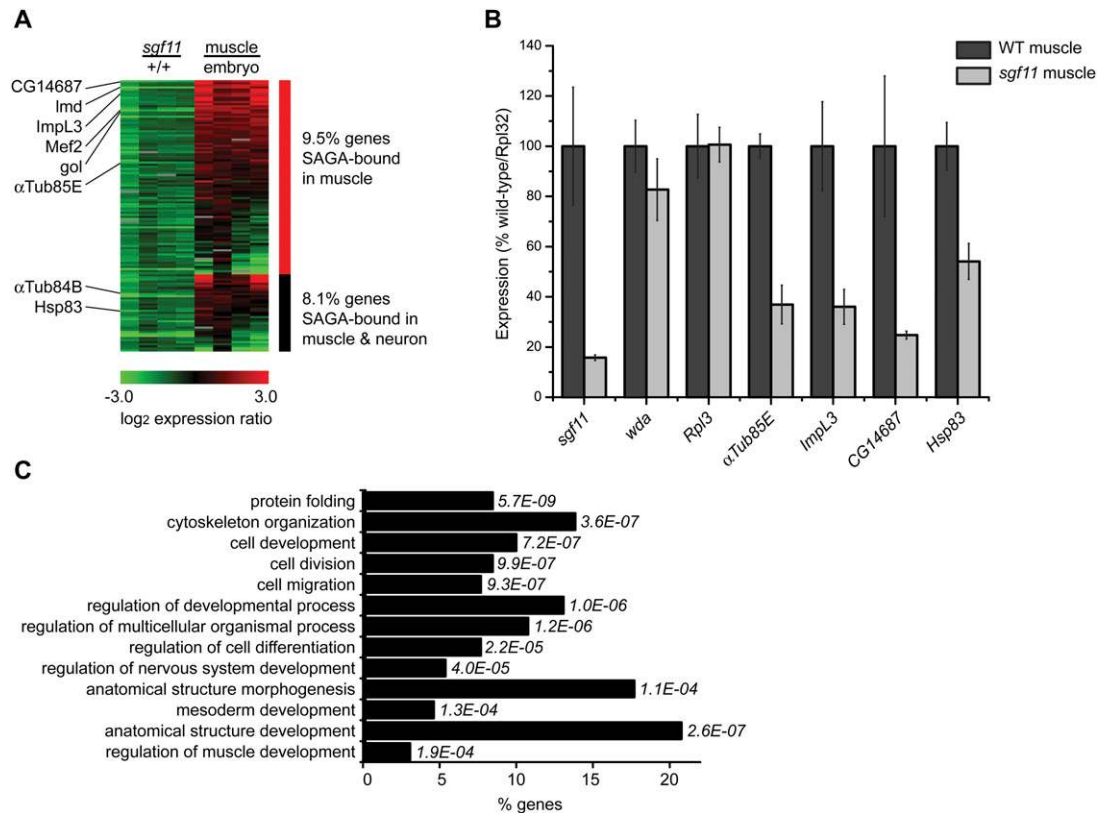 A
sgf11 muscle
+/+ embryo
CG14687
lmd
ImpL3
Mef2
gol
αTub85E
αTub84B
Hsp83
9.5% genes
SAGA-bound
in muscle
8.1% genes
SAGA-bound in
muscle & neuron
-3.0 3.0
log2 expression ratio
B
WT muscle
sgf11 muscle
Expression (% wild-type/Rpl32)
140
120
100
80
60
40
20
0
sgf11 wda Rpl3 αTub85E ImpL3 CG14687 Hsp83
C
protein folding 5.7E-09
cytoskeleton organization 3.6E-07
cell development 7.2E-07
cell division 9.9E-07
cell migration 9.3E-07
regulation of developmental process 1.0E-06
regulation of multicellular organismal process 1.2E-06
regulation of cell differentiation 2.2E-05
regulation of nervous system development 4.0E-05
anatomical structure morphogenesis 1.1E-04
mesoderm development 1.3E-04
anatomical structure development 2.6E-07
regulation of muscle development 1.9E-04
0 5 10 15 20
% genes